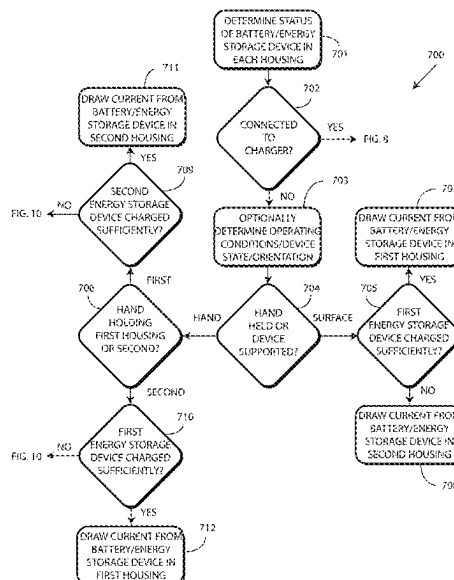 DETERMINE STATUS
OF BATTERY/ENERGY
STORAGE DEVICE IN
EACH HOUSING
701
700
711
702
DRAW CURRENT FROM
BATTERY/ENERGY
STORAGE DEVICE IN
SECOND HOUSING
CONNECTED
TO
CHARGER?
YES
FIG. 8
YES
709
NO
703
SECOND
ENERGY STORAGE
DEVICE CHARGED
SUFFICIENTLY?
NO
FIG. 10
OPTIONALLY
DETERMINE OPERATING
CONDITIONS/DEVICE
STATE/ORIENTATION
DRAW CURRENT FROM
BATTERY/ENERGY
STORAGE DEVICE IN
FIRST HOUSING
FIRST
YES
HAND
HOLDING
FIRST HOUSING
OR SECOND?
HAND
704
HAND
HELD OR
DEVICE
SUPPORTED?
SURFACE
705
FIRST
ENERGY STORAGE
DEVICE CHARGED
SUFFICIENTLY?
SECOND
NO
710
FIRST
ENERGY STORAGE
DEVICE CHARGED
SUFFICIENTLY?
NO
FIG. 10
DRAW CURRENT FROM
BATTERY/ENERGY
STORAGE DEVICE IN
SECOND HOUSING
YES
712
DRAW CURRENT FROM
BATTERY/ENERGY
STORAGE DEVICE IN
FIRST HOUSING